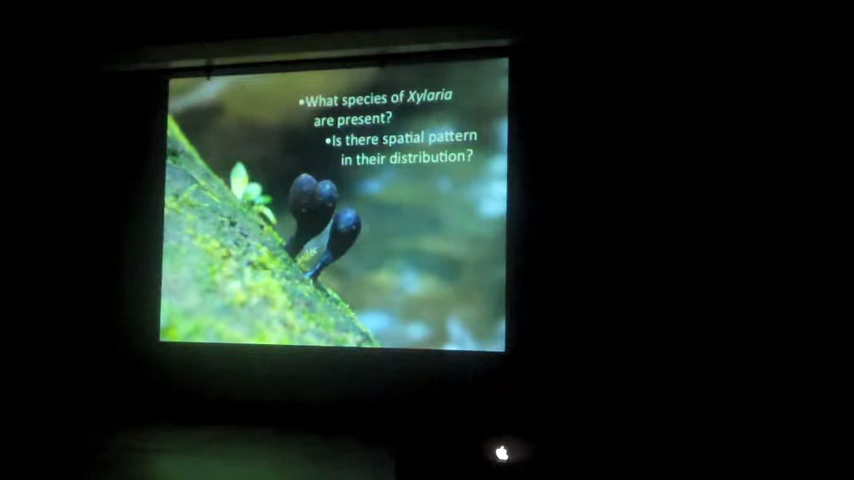 •What species of Xylaria
are present?
•Is there spatial pattern
in their distribution?